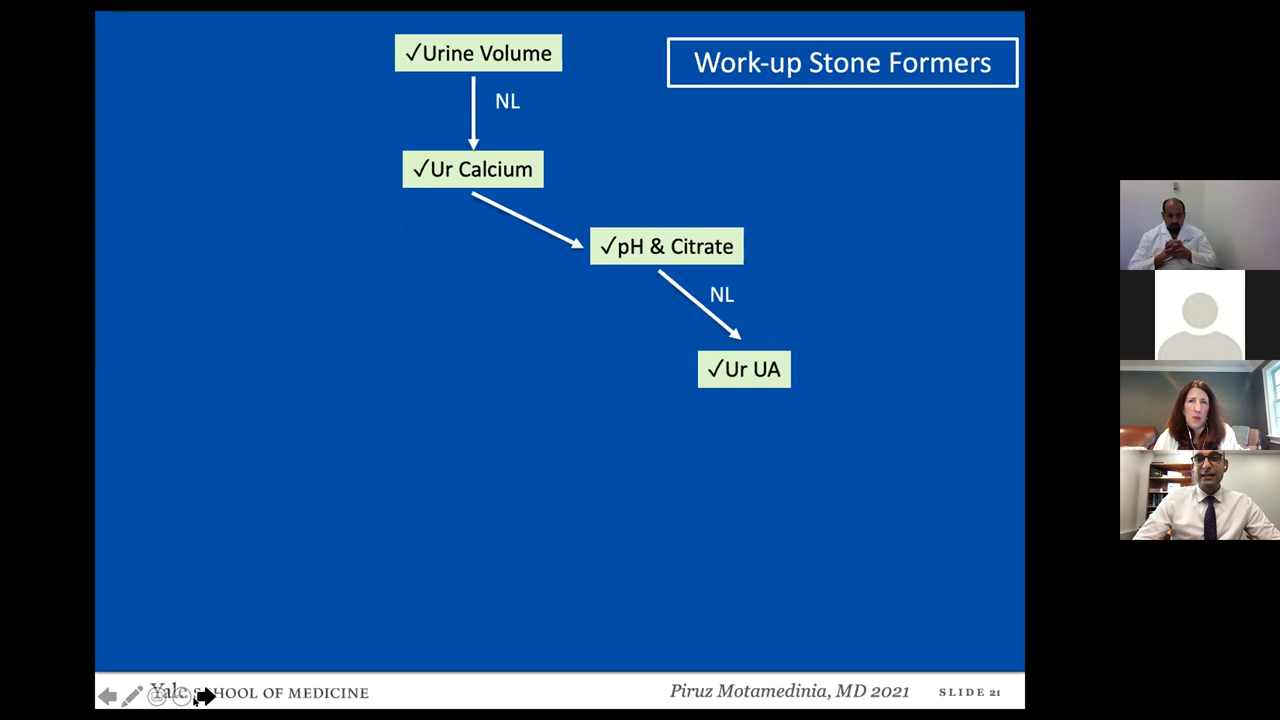 ✓Urine Volume
Work-up Stone Formers
NL
✓Ur Calcium
✓pH & Citrate
NL
✓Ur UA
Yale SCHOOL OF MEDICINE
Piruz Motamedinia, MD 2021
SLIDE 21